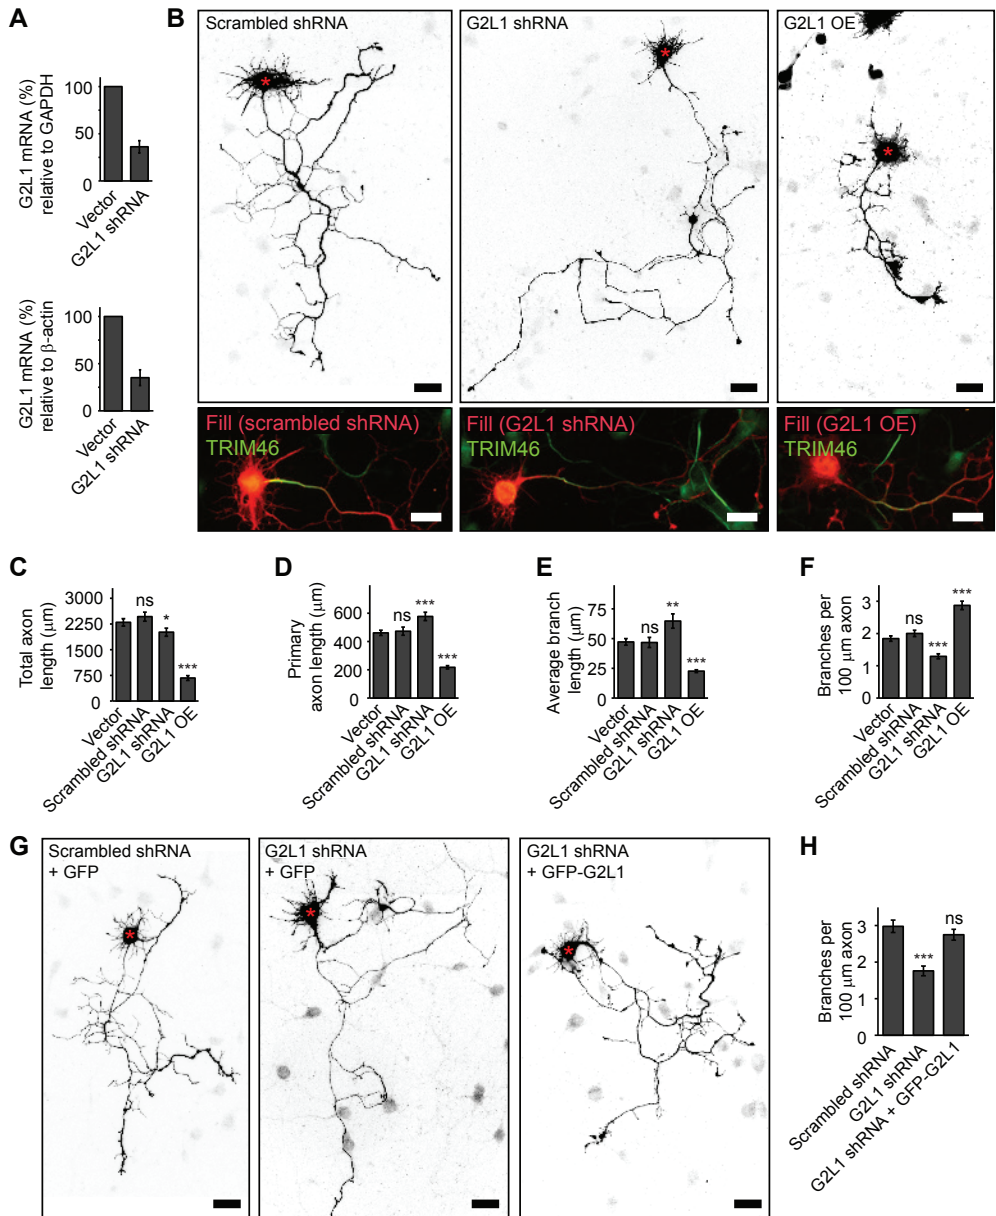 A
G2L1 mRNA (%)
relative to GAPDH
100
50
0
Vector
G2L1 shRNA
G2L1 mRNA (%)
relative to β-actin
100
50
0
Vector
G2L1 shRNA
B
Scrambled shRNA
G2L1 shRNA
G2L1 OE
*
*
*
Fill (scrambled shRNA)
TRIM46
Fill (G2L1 shRNA)
TRIM46
Fill (G2L1 OE)
TRIM46
C
Total axon
length (μm)
3000
2250
1500
750
0
ns
*
***
Vector
Scrambled shRNA
G2L1 shRNA
G2L1 OE
D
Primary
axon length (μm)
600
400
200
0
ns
***
***
Vector
Scrambled shRNA
G2L1 shRNA
G2L1 OE
E
Average branch
length (μm)
75
50
25
0
ns
**
***
Vector
Scrambled shRNA
G2L1 shRNA
G2L1 OE
F
Branches per
100 μm axon
3
2
1
0
ns
***
***
Vector
Scrambled shRNA
G2L1 shRNA
G2L1 OE
G
Scrambled shRNA
+ GFP
G2L1 shRNA
+ GFP
G2L1 shRNA
+ GFP-G2L1
*
*
*
H
Branches per
100 μm axon
3
2
1
0
***
ns
Scrambled shRNA
G2L1 shRNA
G2L1 shRNA + GFP-G2L1